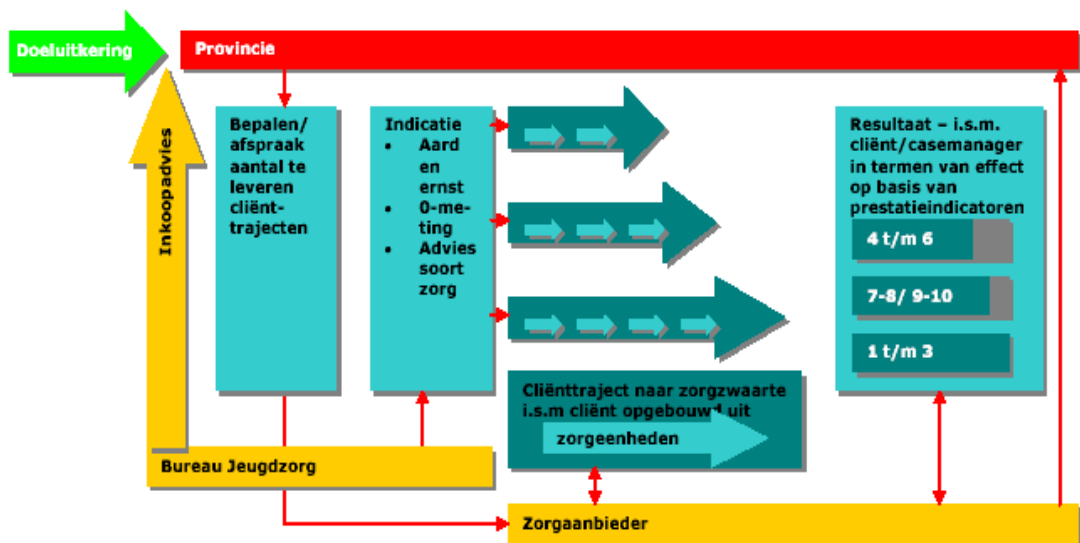 Doeluitkering
Provincie
Inkoopadvies
Bepalen/
afspraak
aantal te
leveren
cliënt-
trajecten
Indicatie
• Aard
en
ernst
• 0-me-
ting
• Advies
soort
zorg
Resultaat – i.s.m.
cliënt/casemanager
in termen van effect
op basis van
prestatieindicatoren
4 t/m 6
7-8/ 9-10
1 t/m 3
Cliënttraject naar zorgzwaarte
i.s.m cliënt opgebouwd uit
zorgeenheden
Bureau Jeugdzorg
Zorgaanbieder